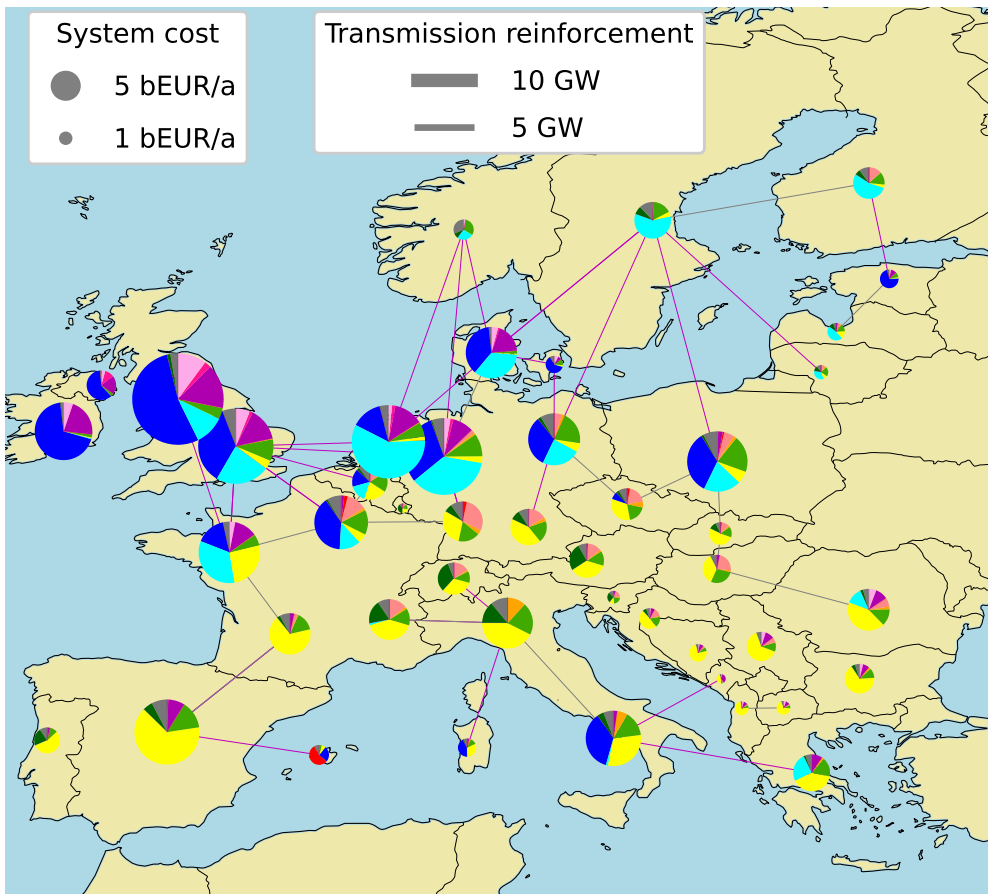 System cost
5 bEUR/a
1 bEUR/a
Transmission reinforcement
10 GW
5 GW